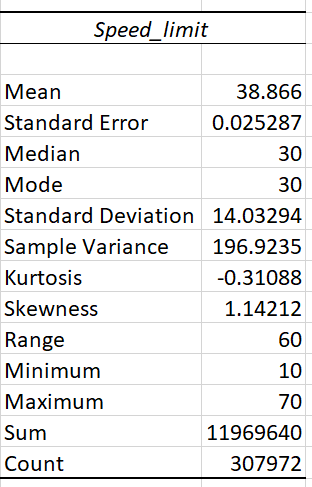 Speed_limit
Mean 38.866
Standard Error 0.025287
Median 30
Mode 30
Standard Deviation 14.03294
Sample Variance 196.9235
Kurtosis -0.31088
Skewness 1.14212
Range 60
Minimum 10
Maximum 70
Sum 11969640
Count 307972